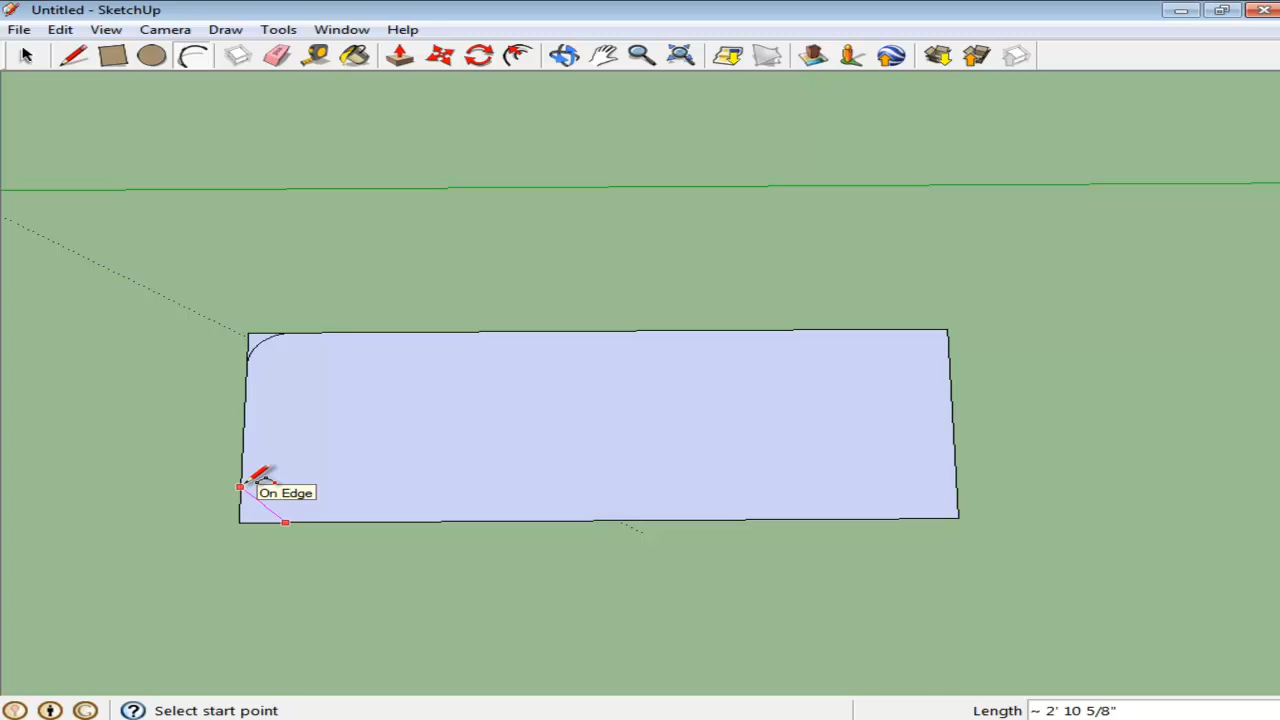 Untitled - SketchUp
File Edit View Camera Draw Tools Window Help
On Edge
Select start point
Length ~ 2' 10 5/8"